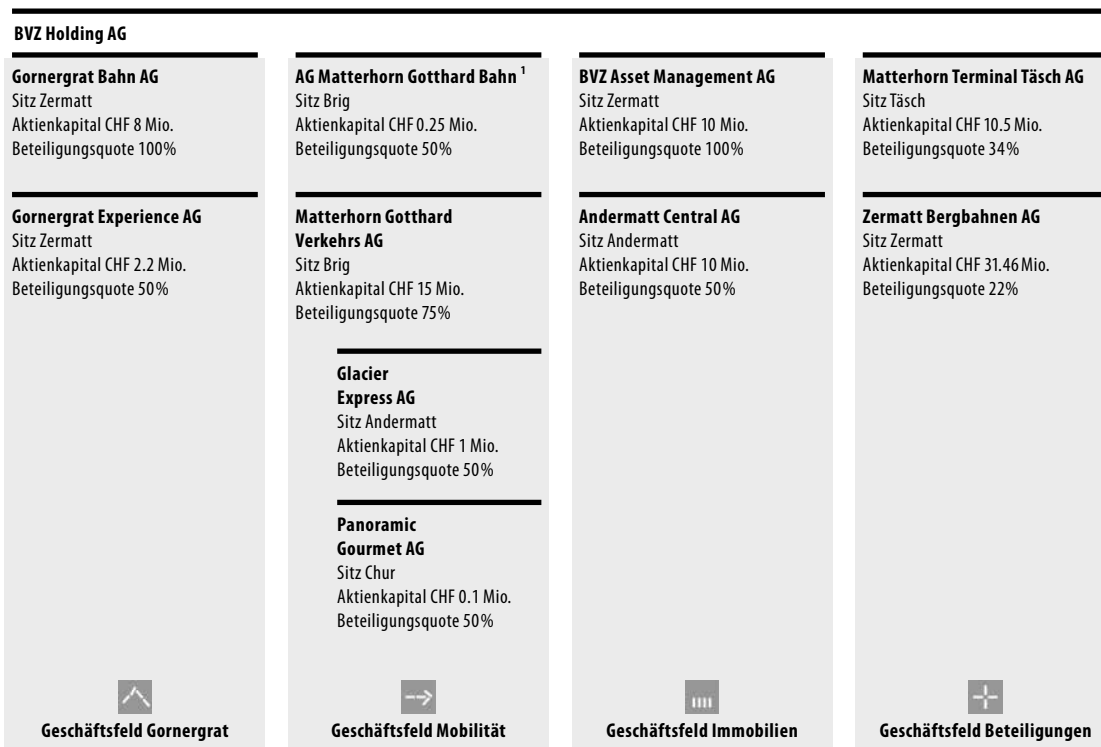 BVZ Holding AG
Gornergrat Bahn AG
Sitz Zermatt
Aktienkapital CHF 8 Mio.
Beteiligungsquote 100%
Gornergrat Experience AG
Sitz Zermatt
Aktienkapital CHF 2.2 Mio.
Beteiligungsquote 50%
Geschäftsfeld Gornergrat
AG Matterhorn Gotthard Bahn 1
Sitz Brig
Aktienkapital CHF 0.25 Mio.
Beteiligungsquote 50%
Matterhorn Gotthard
Verkehrs AG
Sitz Brig
Aktienkapital CHF 15 Mio.
Beteiligungsquote 75%
Glacier
Express AG
Sitz Andermatt
Aktienkapital CHF 1 Mio.
Beteiligungsquote 50%
Panoramic
Gourmet AG
Sitz Chur
Aktienkapital CHF 0.1 Mio.
Beteiligungsquote 50%
Geschäftsfeld Mobilität
BVZ Asset Management AG
Sitz Zermatt
Aktienkapital CHF 10 Mio.
Beteiligungsquote 100%
Andermatt Central AG
Sitz Andermatt
Aktienkapital CHF 10 Mio.
Beteiligungsquote 50%
Geschäftsfeld Immobilien
Matterhorn Terminal Täsch AG
Sitz Täsch
Aktienkapital CHF 10.5 Mio.
Beteiligungsquote 34%
Zermatt Bergbahnen AG
Sitz Zermatt
Aktienkapital CHF 31.46 Mio.
Beteiligungsquote 22%
Geschäftsfeld Beteiligungen